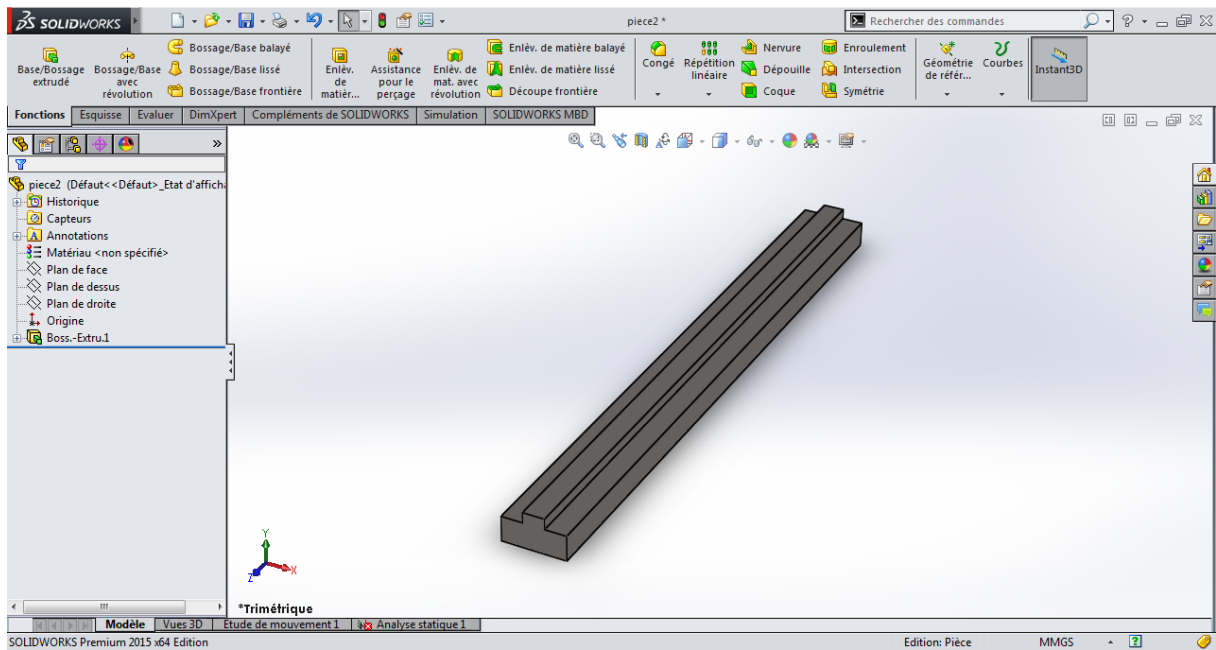 SOLIDWORKS
piece2 *
Rechercher des commandes
Base/Bossage extrudé
Bossage/Base avec révolution
Bossage/Base balayé
Bossage/Base lissé
Bossage/Base frontière
Enlèv. de matièr...
Assistance pour le perçage
Enlèv. de mat. avec révolution
Enlèv. de matière balayé
Enlèv. de matière lissé
Découpe frontière
Congé
Répétition linéaire
Nervure
Dépouille
Coque
Enroulement
Intersection
Symétrie
Géométrie de référ...
Courbes
Instant3D
Fonctions
Esquisse
Evaluer
DimXpert
Compléments de SOLIDWORKS
Simulation
SOLIDWORKS MBD
piece2 (Défaut<<Défaut>_Etat d'afficha
Historique
Capteurs
A Annotations
Matériau <non spécifié>
Plan de face
Plan de dessus
Plan de droite
Origine
Boss.-Extru.1
Y
X
Z
*Trimétrique
Modèle
Vues 3D
Etude de mouvement 1
Analyse statique 1
SOLIDWORKS Premium 2015 x64 Edition
Edition: Pièce
MMGS